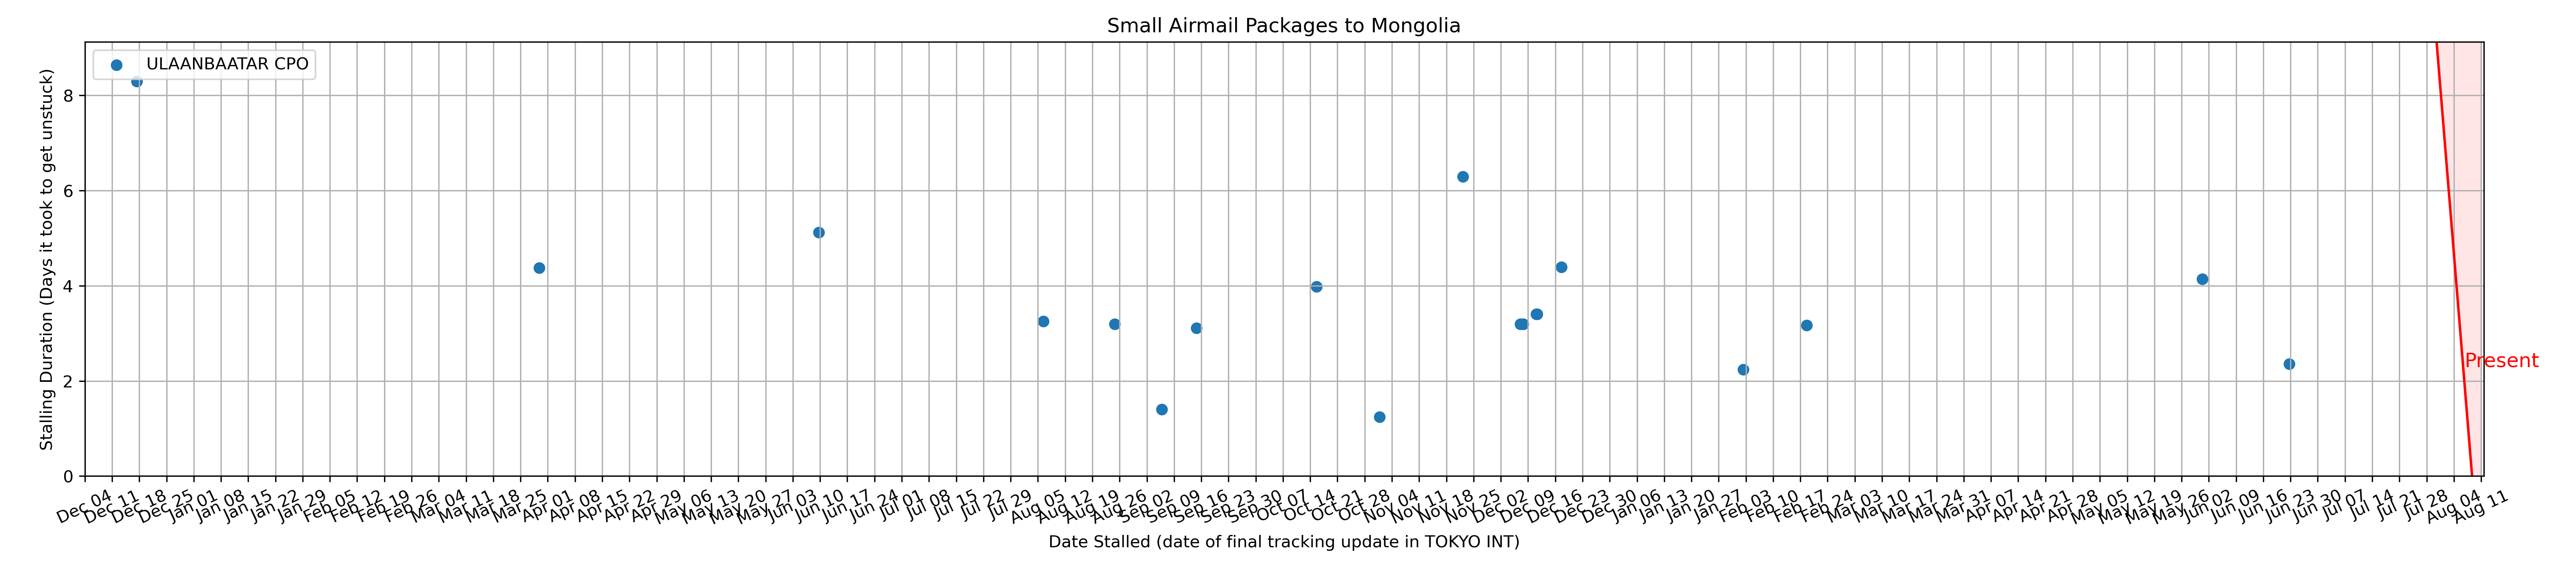 Small Airmail Packages to Mongolia
ULAANBAATAR CPO
Stalling Duration (Days it took to get unstuck)
8
6
4
2
0
Present
Dec 04
Dec 11
Dec 18
Dec 25
Jan 01
Jan 08
Jan 15
Jan 22
Jan 29
Feb 05
Feb 12
Feb 19
Feb 26
Mar 04
Mar 11
Mar 18
Mar 25
Apr 01
Apr 08
Apr 15
Apr 22
Apr 29
May 06
May 13
May 20
May 27
Jun 03
Jun 10
Jun 17
Jun 24
Jul 01
Jul 08
Jul 15
Jul 22
Jul 29
Aug 05
Aug 12
Aug 19
Aug 26
Sep 02
Sep 09
Sep 16
Sep 23
Sep 30
Oct 07
Oct 14
Oct 21
Oct 28
Nov 04
Nov 11
Nov 18
Nov 25
Dec 02
Dec 09
Dec 16
Dec 23
Dec 30
Jan 06
Jan 13
Jan 20
Jan 27
Feb 03
Feb 10
Feb 17
Feb 24
Mar 03
Mar 10
Mar 17
Mar 24
Mar 31
Apr 07
Apr 14
Apr 21
Apr 28
May 05
May 12
May 19
May 26
Jun 02
Jun 09
Jun 16
Jun 23
Jun 30
Jul 07
Jul 14
Jul 21
Jul 28
Aug 04
Aug 11
Date Stalled (date of final tracking update in TOKYO INT)